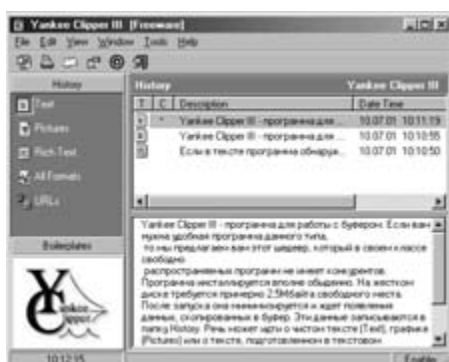 Yankee Clipper III [Freeware]
File Edit View Window Tools Help
History
History Yankee Clipper III
Text
Pictures
Rich Text
All Formats
URLs
T C Description Date Time
* Yankee Clipper III - программа для ... 10.07.01 10:11:19
Yankee Clipper III - программа для ... 10.07.01 10:10:55
Если в тексте программа обнаруж... 10.07.01 10:10:50
Boilerplates
Yankee Clipper
Yankee Clipper III - программа для работы с буфером. Если вам
нужна удобная программа данного типа,
то мы предлагаем вам этот шедевр, который в своем классе
свободно
распространяемых программ не имеет конкурентов.
Программа инсталлируется вполне обыденно. На жестком
диске требуется примерно 2,5Мбайта свободного места.
После запуска она минимизируется и ждет появления
данных, скопированных в буфер. Эти данные записываются в
папку History. Речь может идти о чистом тексте (Text), графике
(Pictures) или о тексте, подготовленном в текстовом
10:12:15
Enable